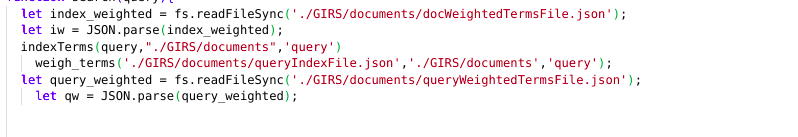 let index_weighted = fs.readFileSync('./GIRS/documents/docWeightedTermsFile.json');
let iw = JSON.parse(index_weighted);
indexTerms(query,"./GIRS/documents",'query')
weigh_terms('./GIRS/documents/queryIndexFile.json','./GIRS/documents','query');
let query_weighted = fs.readFileSync('./GIRS/documents/queryWeightedTermsFile.json');
let qw = JSON.parse(query_weighted);